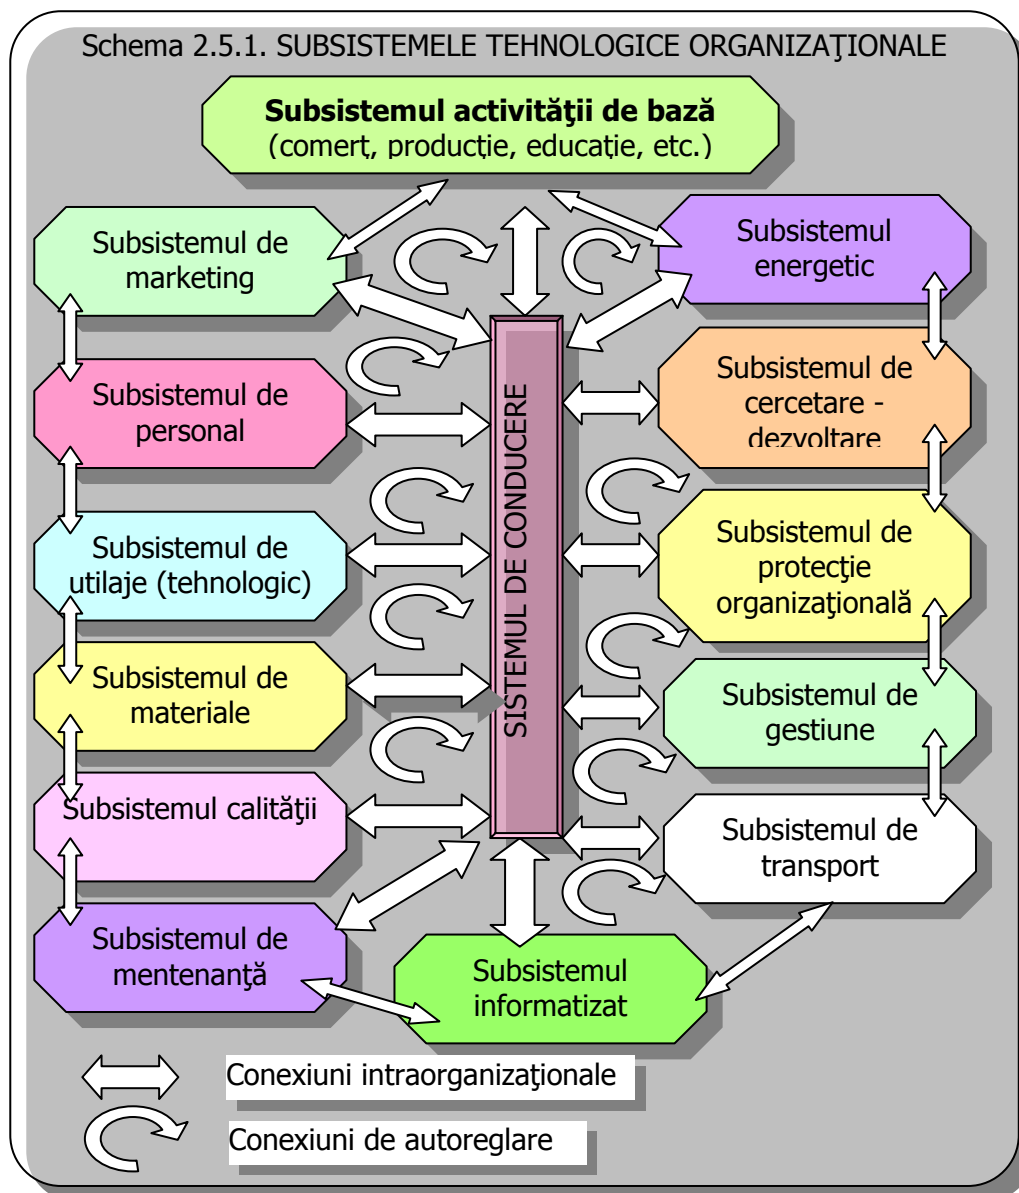 Schema 2.5.1. SUBSISTEMELE TEHNOLOGICE ORGANIZAŢIONALE
Subsistemul activităţii de bază
(comerţ, producţie, educaţie, etc.)
Subsistemul de
marketing
Subsistemul
energetic
Subsistemul de
personal
Subsistemul de
cercetare -
dezvoltare
Subsistemul de
utilaje (tehnologic)
Subsistemul de
protecţie
organizaţională
Subsistemul de
materiale
Subsistemul de
gestiune
Subsistemul calităţii
Subsistemul de
transport
Subsistemul de
mentenanţă
Subsistemul
informatizat
SISTEMUL DE CONDUCERE
Conexiuni intraorganizaţionale
Conexiuni de autoreglare